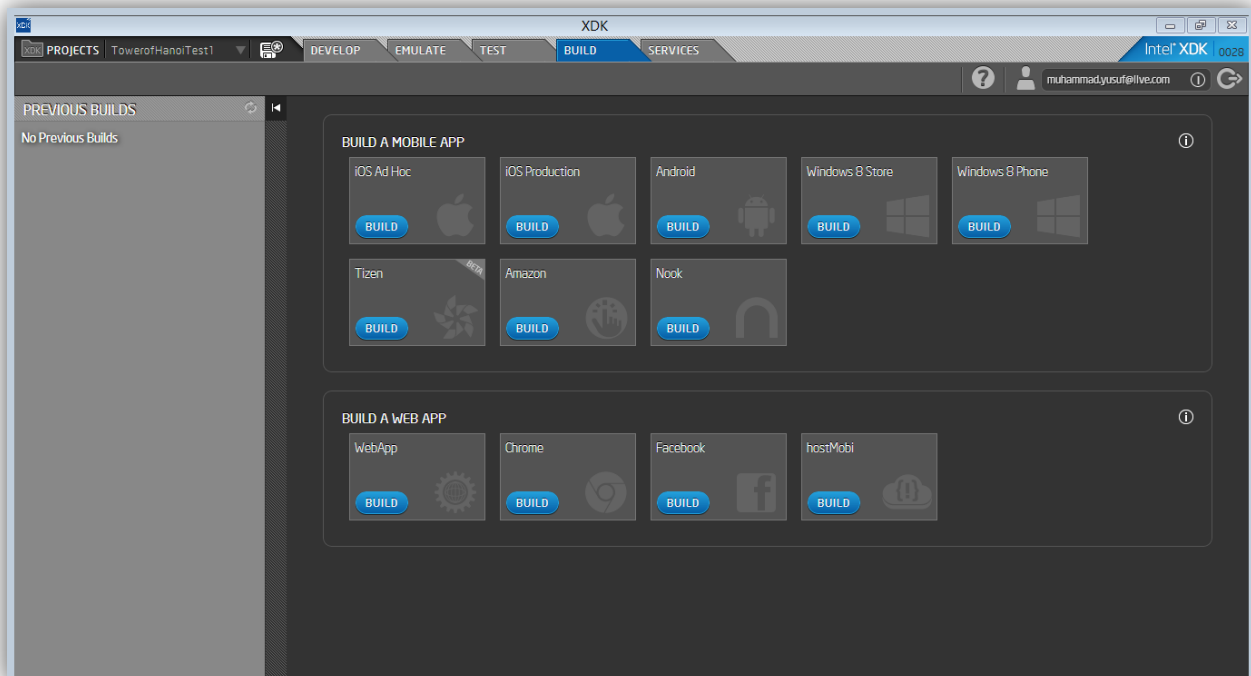 XDK
XDK
XDK PROJECTS TowerofHanoiTest1 DEVELOP EMULATE TEST BUILD SERVICES Intel® XDK 0028
? muhammad.yusuf@live.com
PREVIOUS BUILDS
No Previous Builds
BUILD A MOBILE APP
iOS Ad Hoc iOS Production Android Windows 8 Store Windows 8 Phone
BUILD BUILD BUILD BUILD BUILD
Tizen BETA Amazon Nook
BUILD BUILD BUILD
BUILD A WEB APP
WebApp Chrome Facebook hostMobi
BUILD BUILD BUILD BUILD